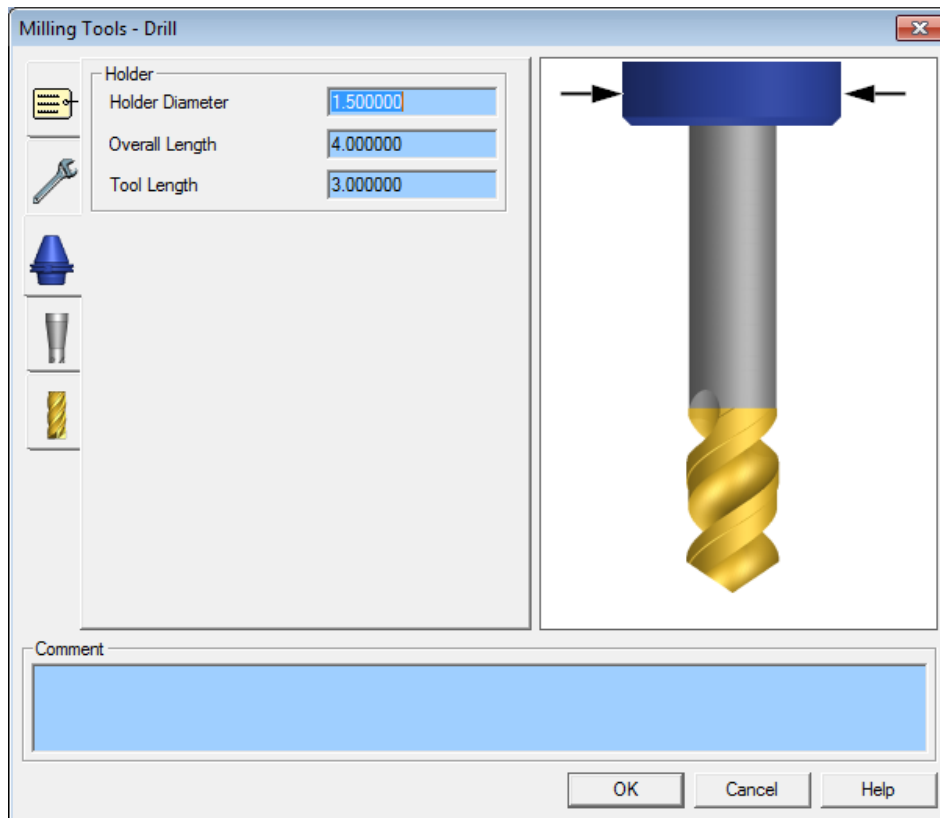 Milling Tools - Drill
Holder
Holder Diameter 1.500000
Overall Length 4.000000
Tool Length 3.000000
Comment
OK Cancel Help